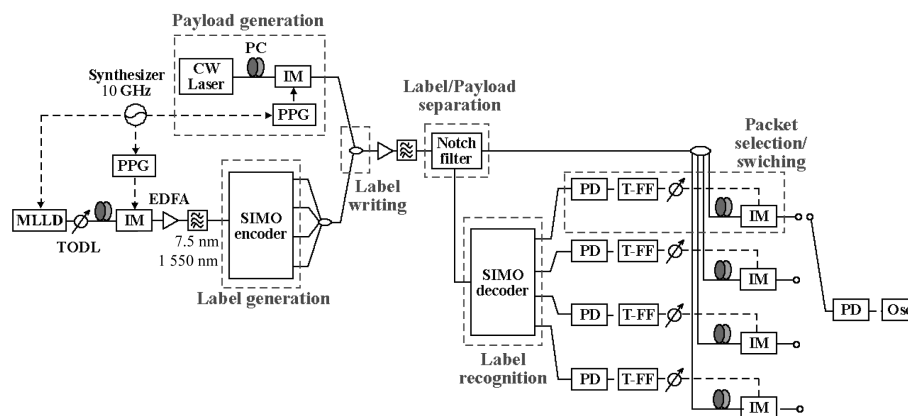 Payload generation
PC
CW
Laser
IM
PPG
Synthesizer
10 GHz
PPG
MLLD
TODL
IM
EDFA
7.5 nm
1 550 nm
SIMO
encoder
Label generation
Label
writing
Label/Payload
separation
Notch
filter
SIMO
decoder
Label
recognition
Packet
selection/
swiching
PD T-FF
IM
PD T-FF
IM
PD T-FF
IM
PD T-FF
IM
PD Osc